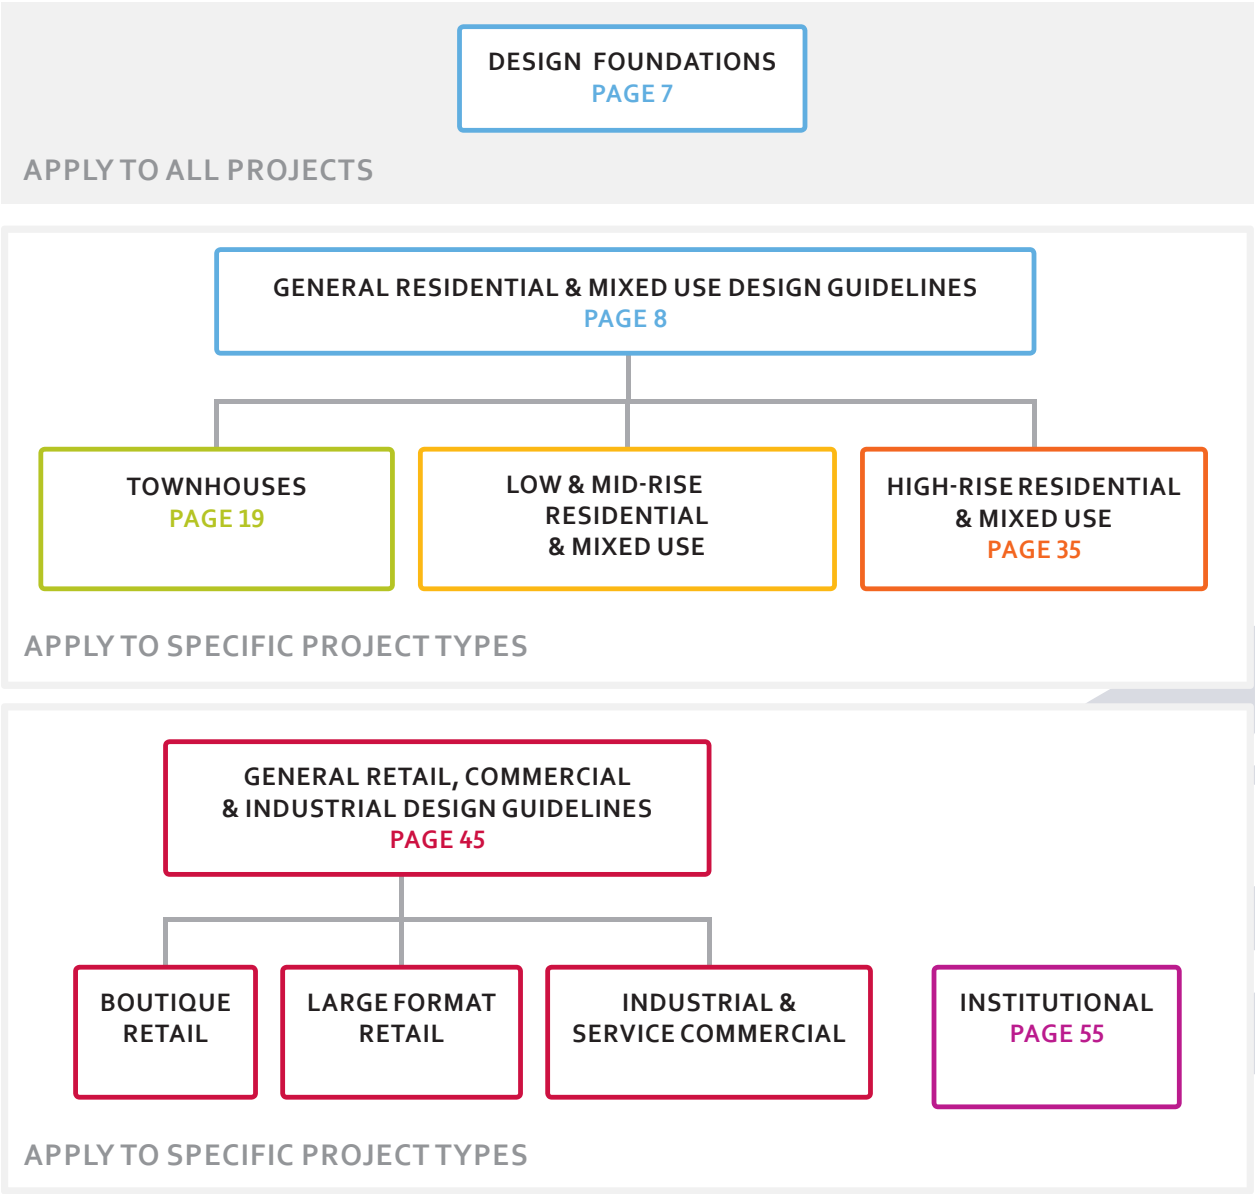 DESIGN FOUNDATIONS
PAGE 7
APPLY TO ALL PROJECTS
GENERAL RESIDENTIAL & MIXED USE DESIGN GUIDELINES
PAGE 8
TOWNHOUSES
PAGE 19
LOW & MID-RISE
RESIDENTIAL
& MIXED USE
HIGH-RISE RESIDENTIAL
& MIXED USE
PAGE 35
APPLY TO SPECIFIC PROJECT TYPES
GENERAL RETAIL, COMMERCIAL
& INDUSTRIAL DESIGN GUIDELINES
PAGE 45
BOUTIQUE
RETAIL
LARGE FORMAT
RETAIL
INDUSTRIAL &
SERVICE COMMERCIAL
INSTITUTIONAL
PAGE 55
APPLY TO SPECIFIC PROJECT TYPES